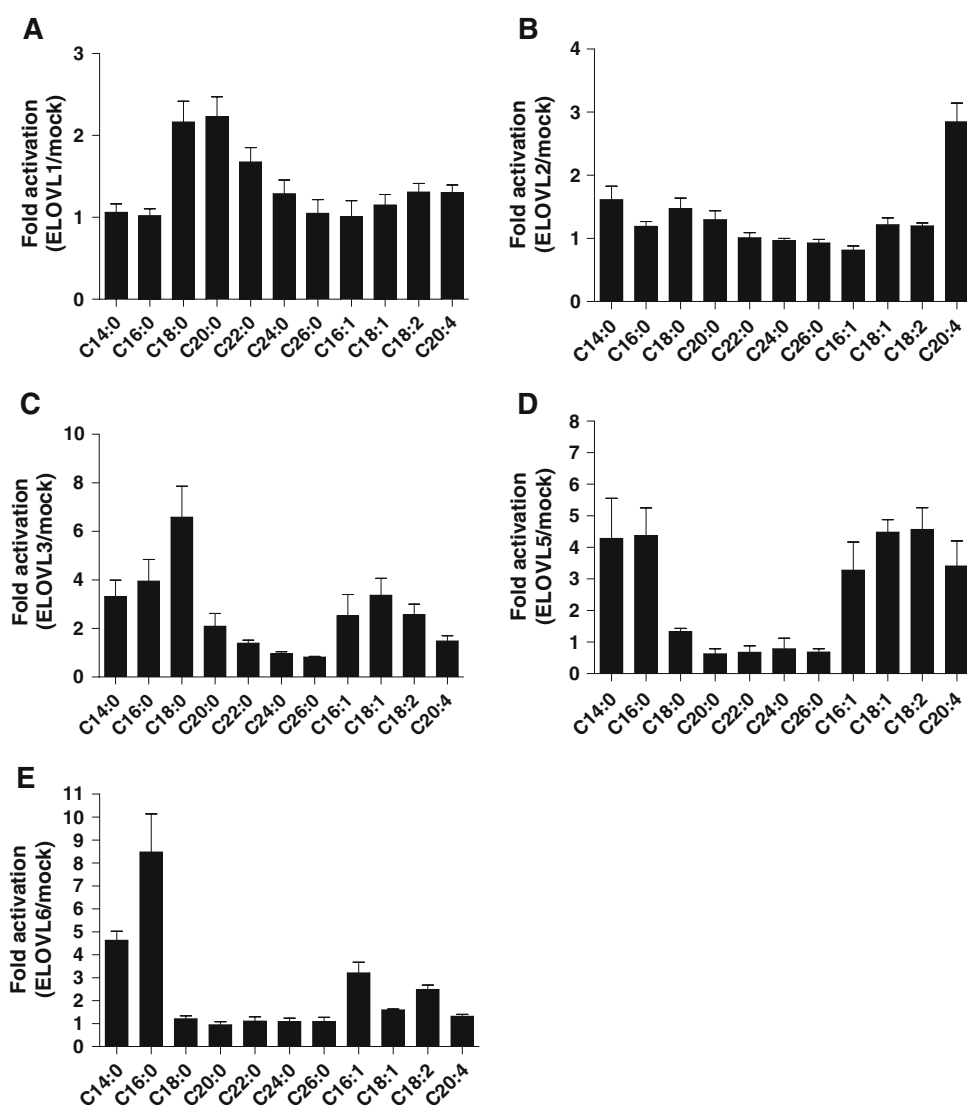 A
Fold activation
(ELOVL1/mock)
3
2
1
0
C14:0
C16:0
C18:0
C20:0
C22:0
C24:0
C26:0
C16:1
C18:1
C18:2
C20:4
B
Fold activation
(ELOVL2/mock)
4
3
2
1
0
C14:0
C16:0
C18:0
C20:0
C22:0
C24:0
C26:0
C16:1
C18:1
C18:2
C20:4
C
Fold activation
(ELOVL3/mock)
10
8
6
4
2
0
C14:0
C16:0
C18:0
C20:0
C22:0
C24:0
C26:0
C16:1
C18:1
C18:2
C20:4
D
Fold activation
(ELOVL5/mock)
8
7
6
5
4
3
2
1
0
C14:0
C16:0
C18:0
C20:0
C22:0
C24:0
C26:0
C16:1
C18:1
C18:2
C20:4
E
Fold activation
(ELOVL6/mock)
11
10
9
8
7
6
5
4
3
2
1
0
C14:0
C16:0
C18:0
C20:0
C22:0
C24:0
C26:0
C16:1
C18:1
C18:2
C20:4